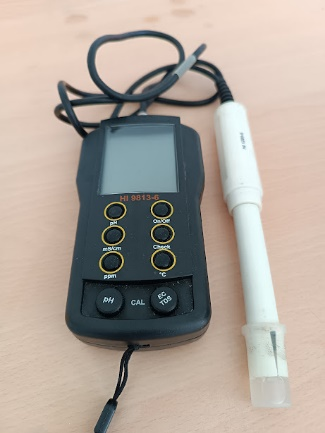 HI 9813-6
pH On/Off
mS/cm Check
ppm °C
pH CAL EC
TDS